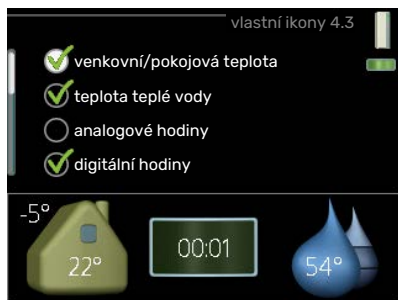 vlastní ikony 4.3
venkovní/pokojová teplota
teplota teplé vody
analogové hodiny
digitální hodiny
-5°
22°
00:01
54°